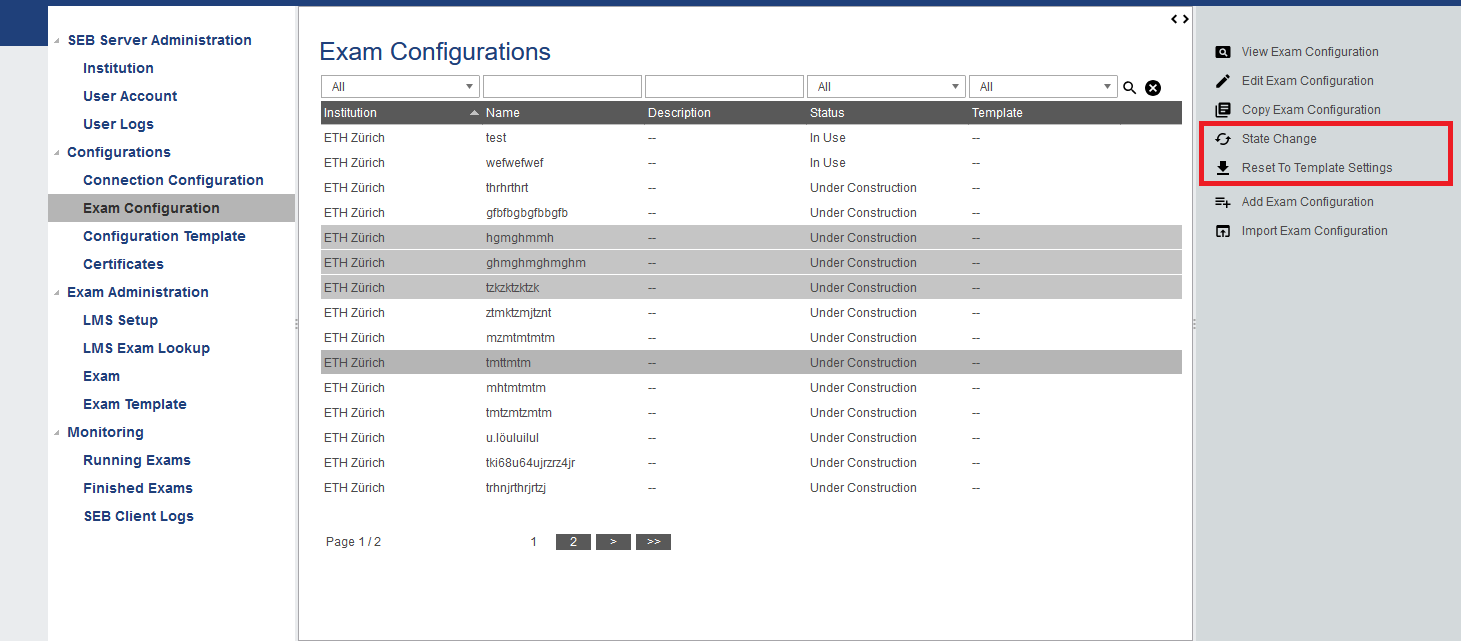 SEB Server Administration
Institution
User Account
User Logs
Configurations
Connection Configuration
Exam Configuration
Configuration Template
Certificates
Exam Administration
LMS Setup
LMS Exam Lookup
Exam
Exam Template
Monitoring
Running Exams
Finished Exams
SEB Client Logs
Exam Configurations
All All All
Institution Name Description Status Template
ETH Zürich test -- In Use --
ETH Zürich wefwefwef -- In Use --
ETH Zürich thrhrthrt -- Under Construction --
ETH Zürich gfbfbgbgfbbgfb -- Under Construction --
ETH Zürich hgmghmmh -- Under Construction --
ETH Zürich ghmghmghmghm -- Under Construction --
ETH Zürich tzkzktzktzk -- Under Construction --
ETH Zürich ztmktzmjtznt -- Under Construction --
ETH Zürich mzmtmtmtm -- Under Construction --
ETH Zürich tmttmtm -- Under Construction --
ETH Zürich mhtmtmtm -- Under Construction --
ETH Zürich tmtzmtzmtm -- Under Construction --
ETH Zürich u.löuluilul -- Under Construction --
ETH Zürich tki68u64ujrzrz4jr -- Under Construction --
ETH Zürich trhnjrthrjrtzj -- Under Construction --
Page 1 / 2 1 2 > >>
View Exam Configuration
Edit Exam Configuration
Copy Exam Configuration
State Change
Reset To Template Settings
Add Exam Configuration
Import Exam Configuration